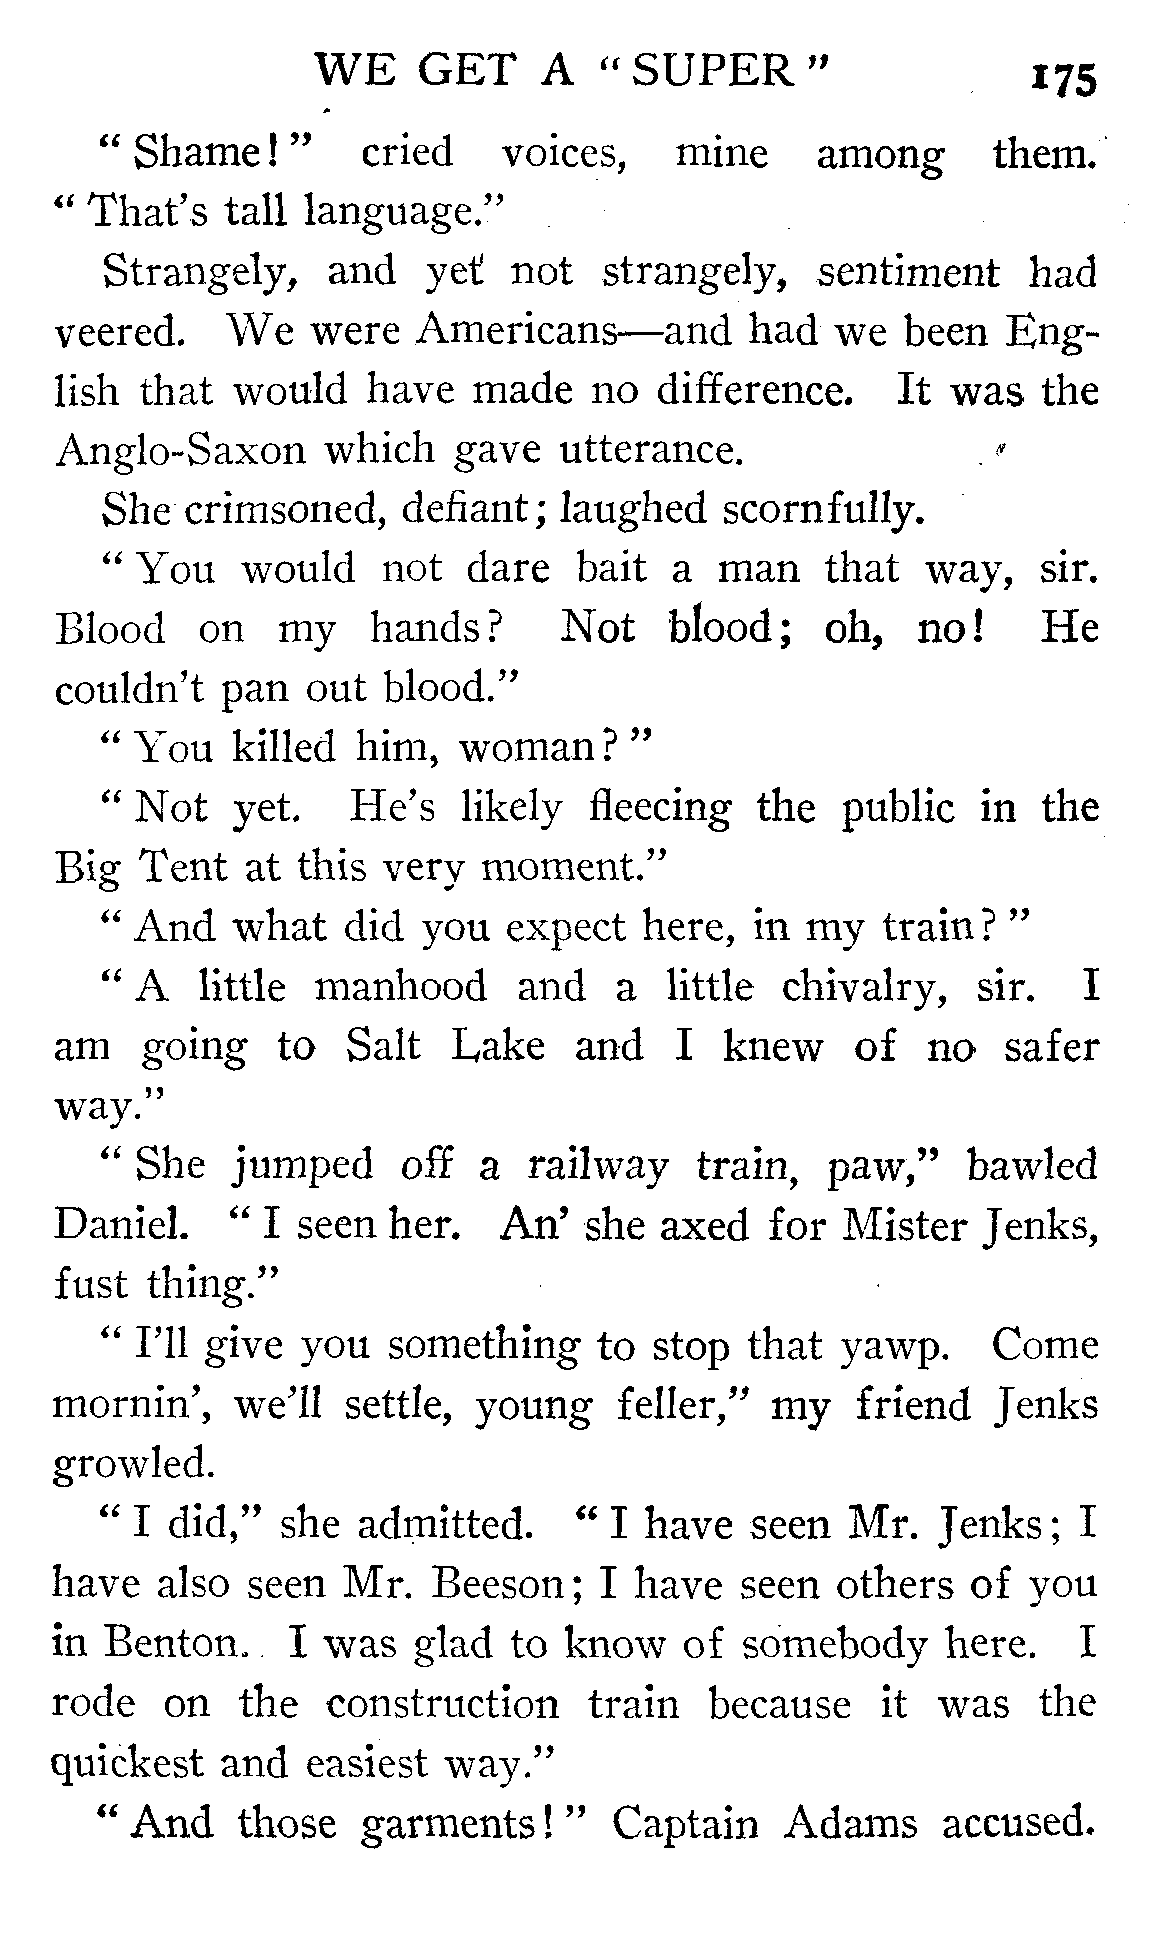 WE GET A "SUPER" 175
"Shame!" cried voices, mine among them.
"That's tall language."
Strangely, and yet not strangely, sentiment had
veered. We were Americans—and had we been Eng-
lish that would have made no difference. It was the
Anglo-Saxon which gave utterance.
She crimsoned, defiant; laughed scornfully.
"You would not dare bait a man that way, sir.
Blood on my hands? Not blood; oh, no! He
couldn't pan out blood."
"You killed him, woman?"
"Not yet. He's likely fleecing the public in the
Big Tent at this very moment."
"And what did you expect here, in my train?"
"A little manhood and a little chivalry, sir. I
am going to Salt Lake and I knew of no safer
way."
"She jumped off a railway train, paw," bawled
Daniel. "I seen her. An' she axed for Mister Jenks,
fust thing."
"I'll give you something to stop that yawp. Come
mornin', we'll settle, young feller," my friend Jenks
growled.
"I did," she admitted. "I have seen Mr. Jenks; I
have also seen Mr. Beeson; I have seen others of you
in Benton. I was glad to know of somebody here. I
rode on the construction train because it was the
quickest and easiest way."
"And those garments!" Captain Adams accused.